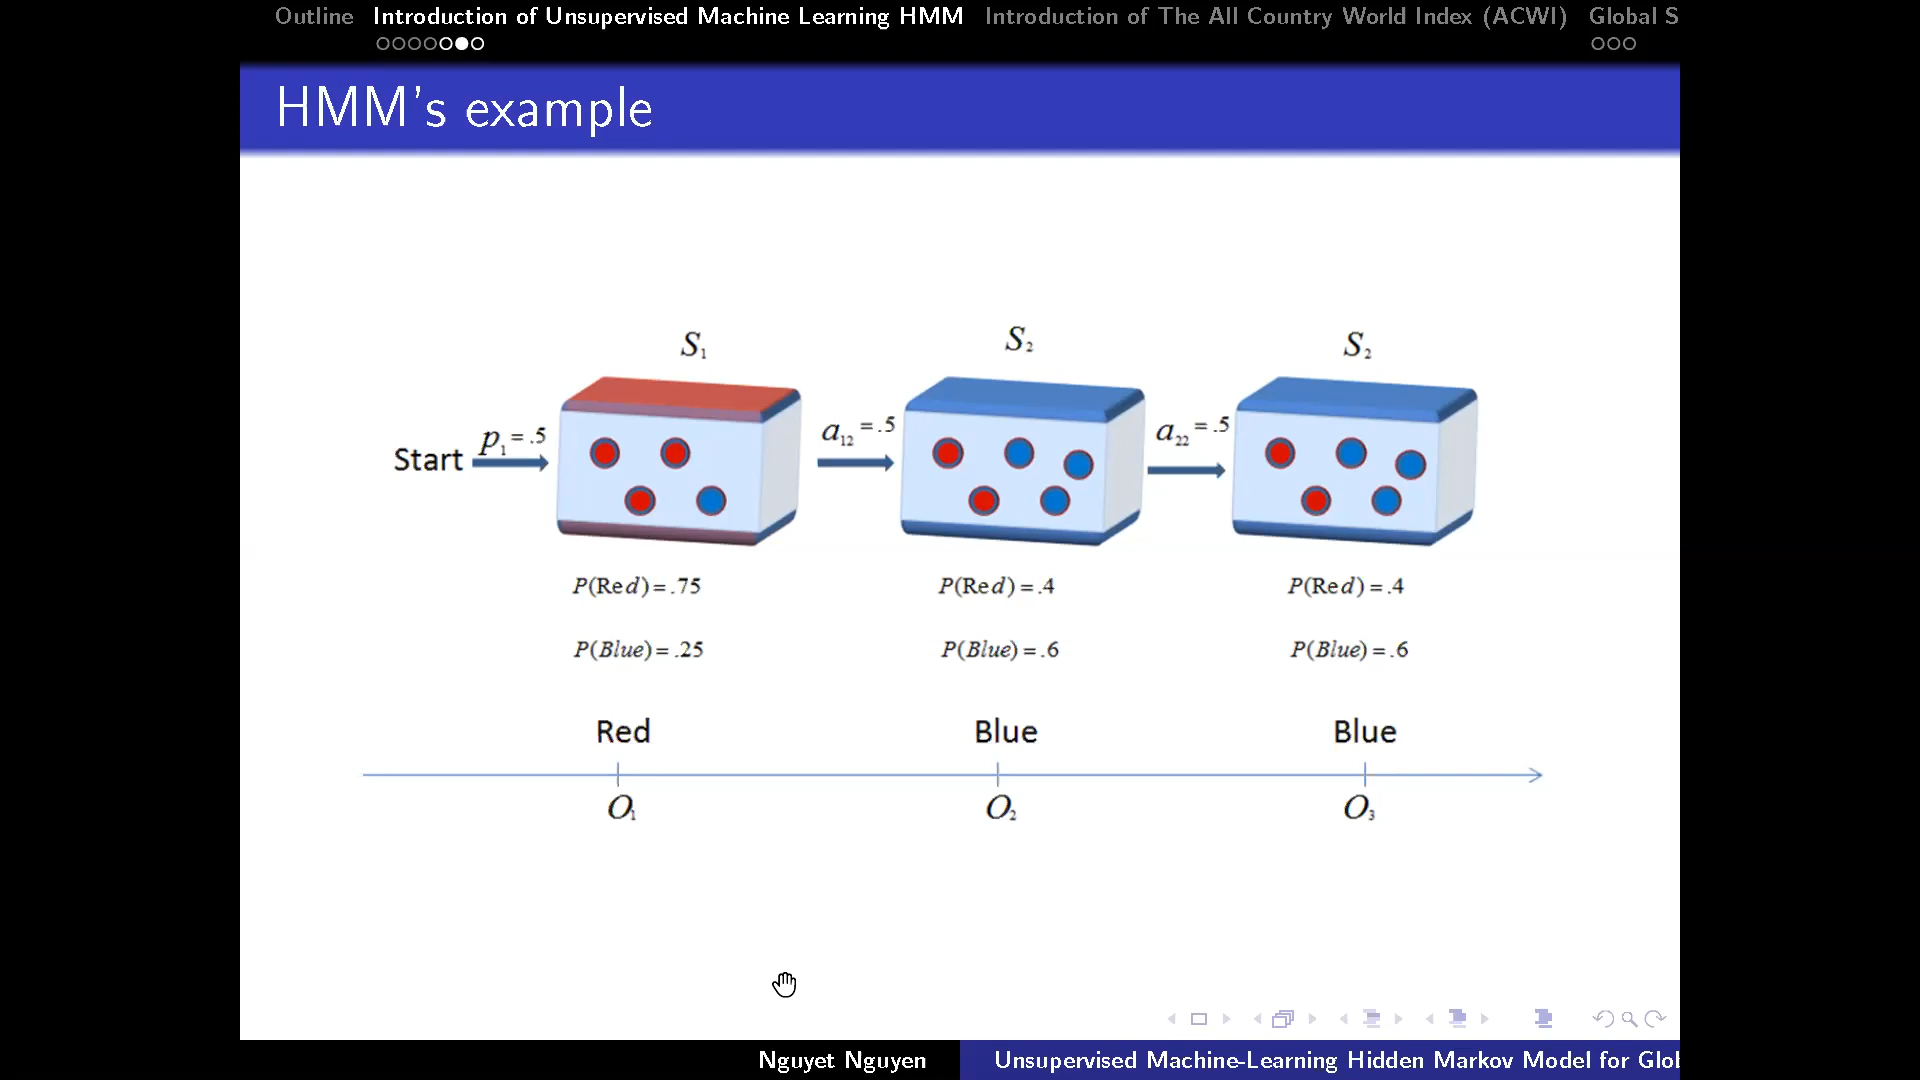 Outline Introduction of Unsupervised Machine Learning HMM Introduction of The All Country World Index (ACWI) Global S
HMM's example
S₁ S₂ S₂
Start p₁ = .5 a₁₂ = .5 a₂₂ = .5
P(Red) = .75 P(Red) = .4 P(Red) = .4
P(Blue) = .25 P(Blue) = .6 P(Blue) = .6
Red Blue Blue
O₁ O₂ O₃
Nguyet Nguyen Unsupervised Machine-Learning Hidden Markov Model for Glob